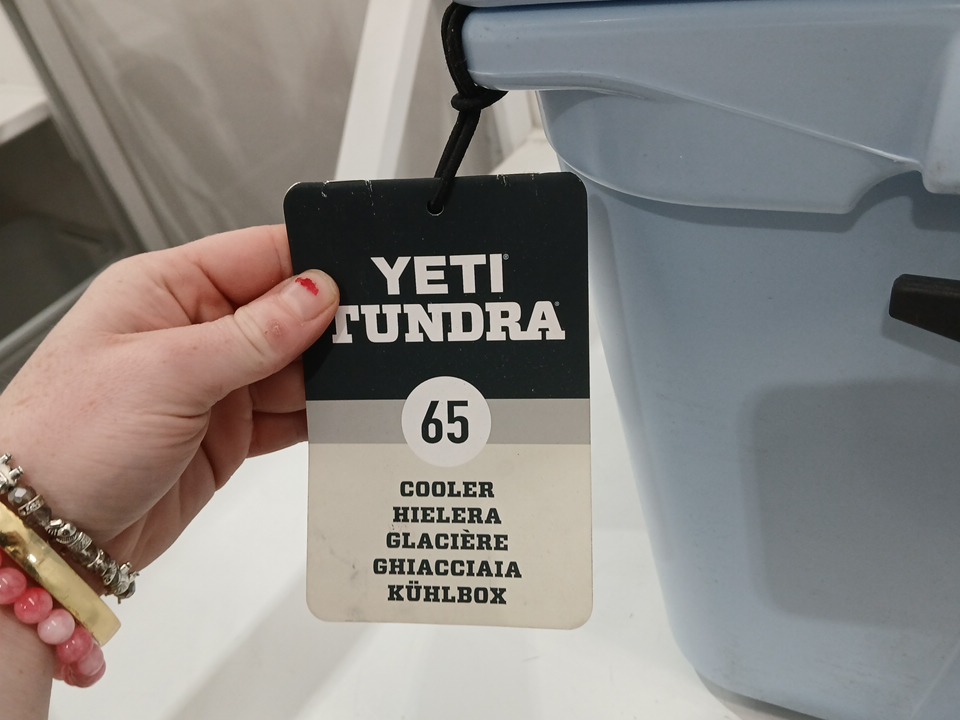 YETI®
TUNDRA®
65
COOLER
HIELERA
GLACIÈRE
GHIACCIAIA
KÜHLBOX